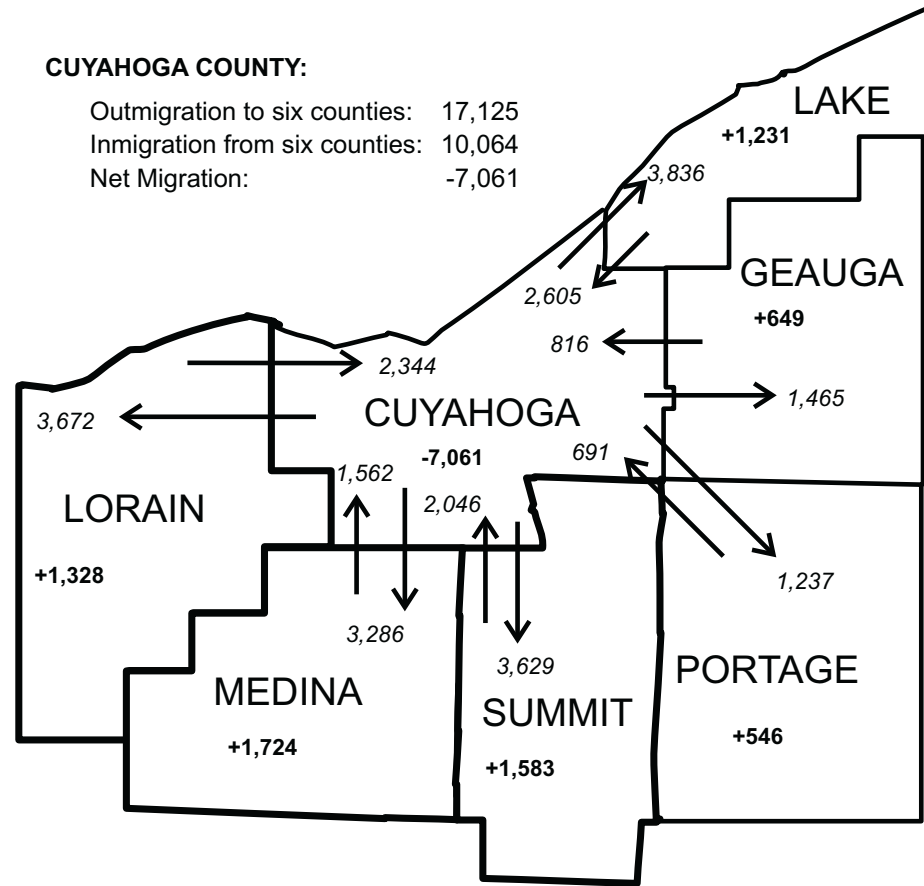 CUYAHOGA COUNTY:
Outmigration to six counties: 17,125
Inmigration from six counties: 10,064
Net Migration: -7,061
LAKE
+1,231
3,836
2,605
GEAUGA
+649
816
1,465
2,344
3,672
CUYAHOGA
-7,061
691
1,562
2,046
LORAIN
+1,328
1,237
3,286
3,629
MEDINA
+1,724
SUMMIT
+1,583
PORTAGE
+546